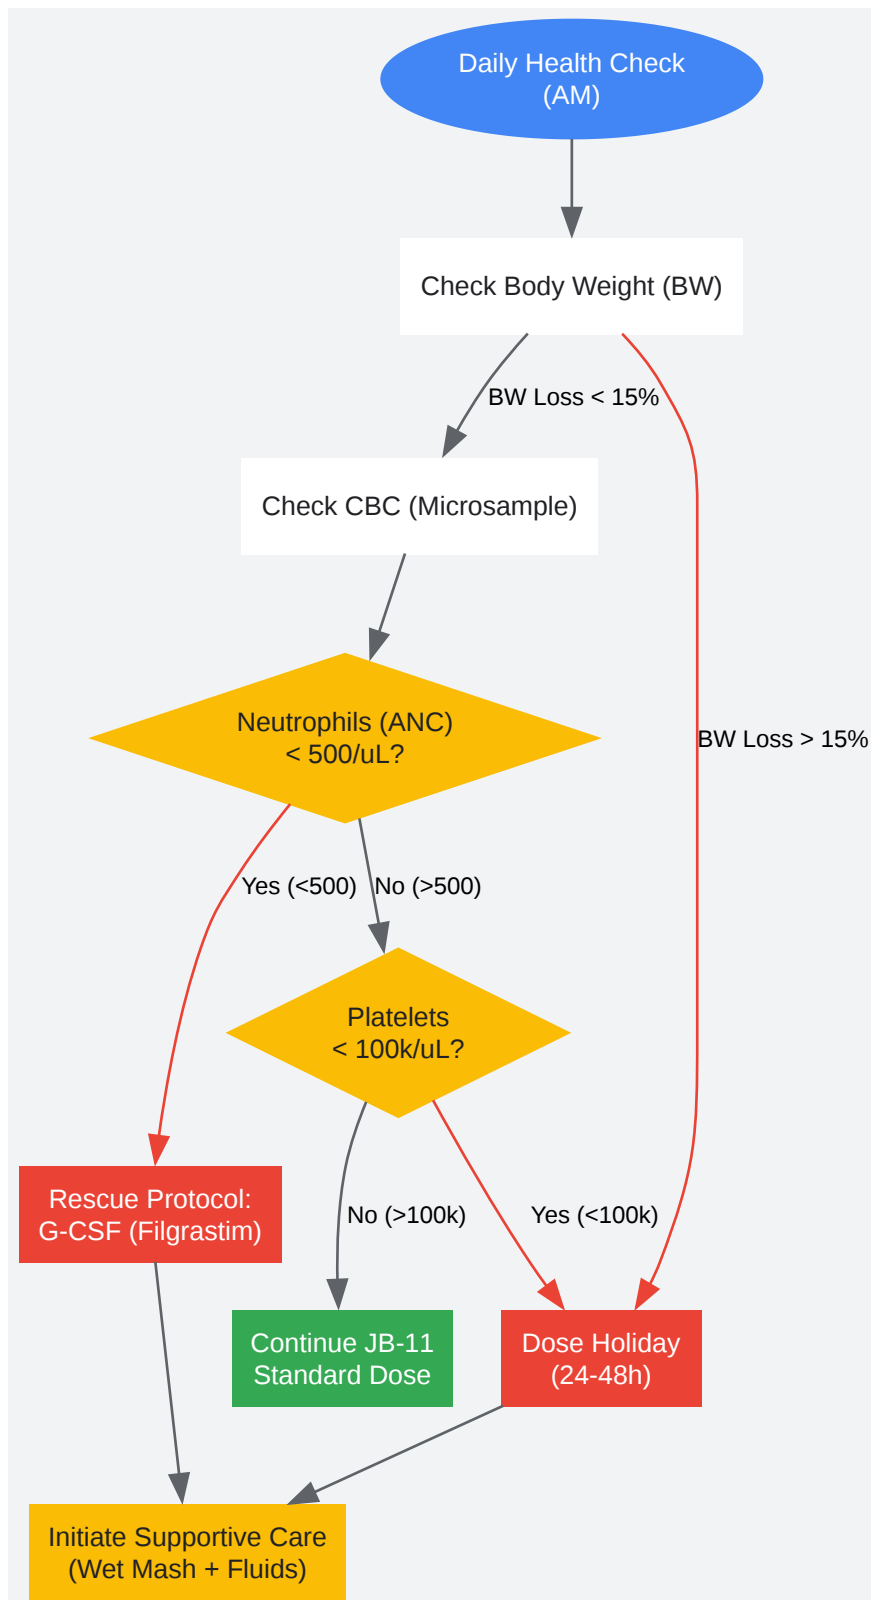 Daily Health Check
(AM)
Check Body Weight (BW)
BW Loss < 15%
Check CBC (Microsample)
Neutrophils (ANC)
< 500/uL?
BW Loss > 15%
Yes (<500)
No (>500)
Platelets
< 100k/uL?
Rescue Protocol:
G-CSF (Filgrastim)
No (>100k)
Yes (<100k)
Continue JB-11
Standard Dose
Dose Holiday
(24-48h)
Initiate Supportive Care
(Wet Mash + Fluids)